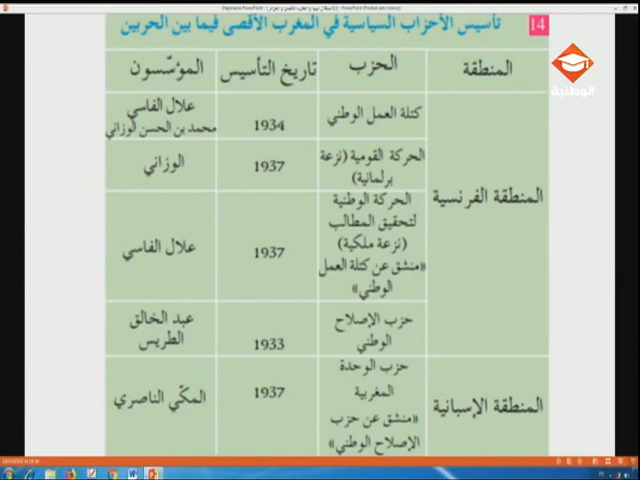 14 تأسيس الأحزاب السياسية في المغرب الأقصى فيما بين الحربين
الوطنية
المنطقة الحزب تاريخ التأسيس المؤسّسون
المنطقة الفرنسية
كتلة العمل الوطني 1934 علال الفاسي
محمد بن الحسن الوزاني
الحركة القومية (نزعة
برلمانية)
1937 الوزاني
الحركة الوطنية
لتحقيق المطالب
(نزعة ملكية)
«منشق عن كتلة العمل
الوطني»
1937 علال الفاسي
حزب الإصلاح
الوطني
1933 عبد الخالق
الطريس
المنطقة الإسبانية
حزب الوحدة
المغربية
«منشق عن حزب
الإصلاح الوطني»
1937 المكّي الناصري